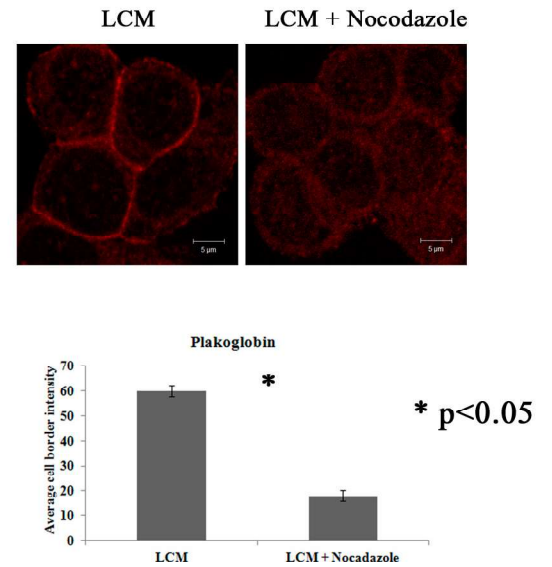 LCM
LCM + Nocodazole
5 µm
5 µm
Plakoglobin
Average cell border intensity
70
60
50
40
30
20
10
0
*
* p<0.05
LCM
LCM + Nocadazole